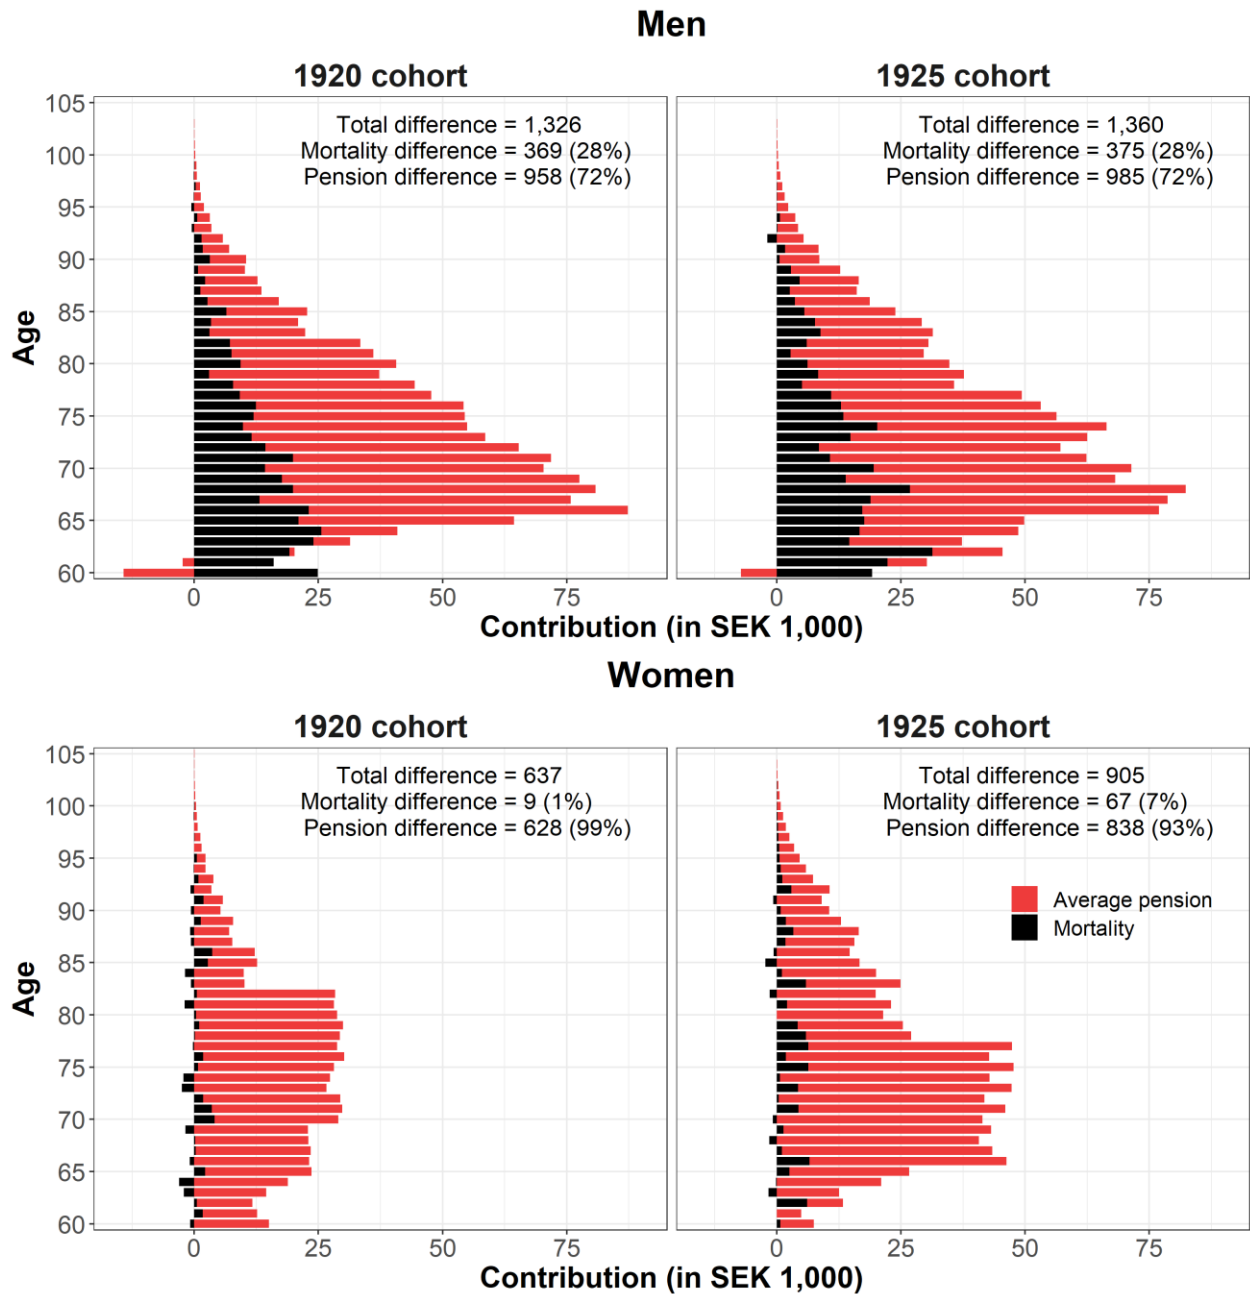 Men
1920 cohort
1925 cohort
Total difference = 1,326
Mortality difference = 369 (28%)
Pension difference = 958 (72%)
Total difference = 1,360
Mortality difference = 375 (28%)
Pension difference = 985 (72%)
105
100
95
90
85
80
75
70
65
60
Age
0 25 50 75
0 25 50 75
Contribution (in SEK 1,000)
Women
1920 cohort
1925 cohort
Total difference = 637
Mortality difference = 9 (1%)
Pension difference = 628 (99%)
Total difference = 905
Mortality difference = 67 (7%)
Pension difference = 838 (93%)
Average pension
Mortality
105
100
95
90
85
80
75
70
65
60
Age
0 25 50 75
0 25 50 75
Contribution (in SEK 1,000)